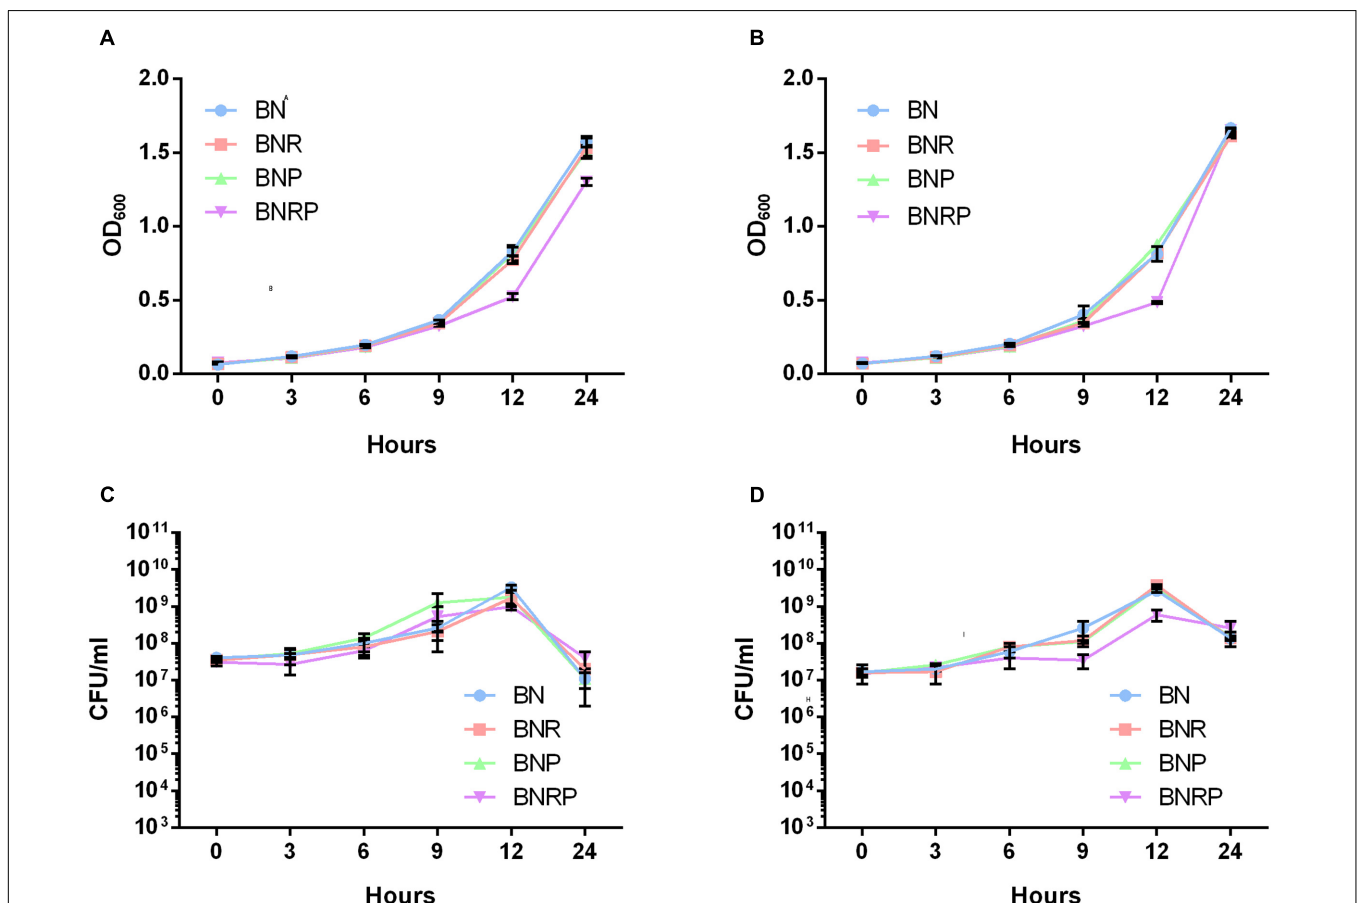 A
B
2.0
1.5
1.0
0.5
0.0
OD600
BN A
BNR
BNP
BNRP
B
0 3 6 9 12 24
Hours
2.0
1.5
1.0
0.5
0.0
OD600
BN
BNR
BNP
BNRP
0 3 6 9 12 24
Hours
C
D
10^11
10^10
10^9
10^8
10^7
10^6
10^5
10^4
10^3
CFU/ml
BN
BNR
BNP
BNRP
0 3 6 9 12 24
Hours
10^11
10^10
10^9
10^8
10^7
10^6
10^5
10^4
10^3
CFU/ml
I
H
BN
BNR
BNP
BNRP
0 3 6 9 12 24
Hours